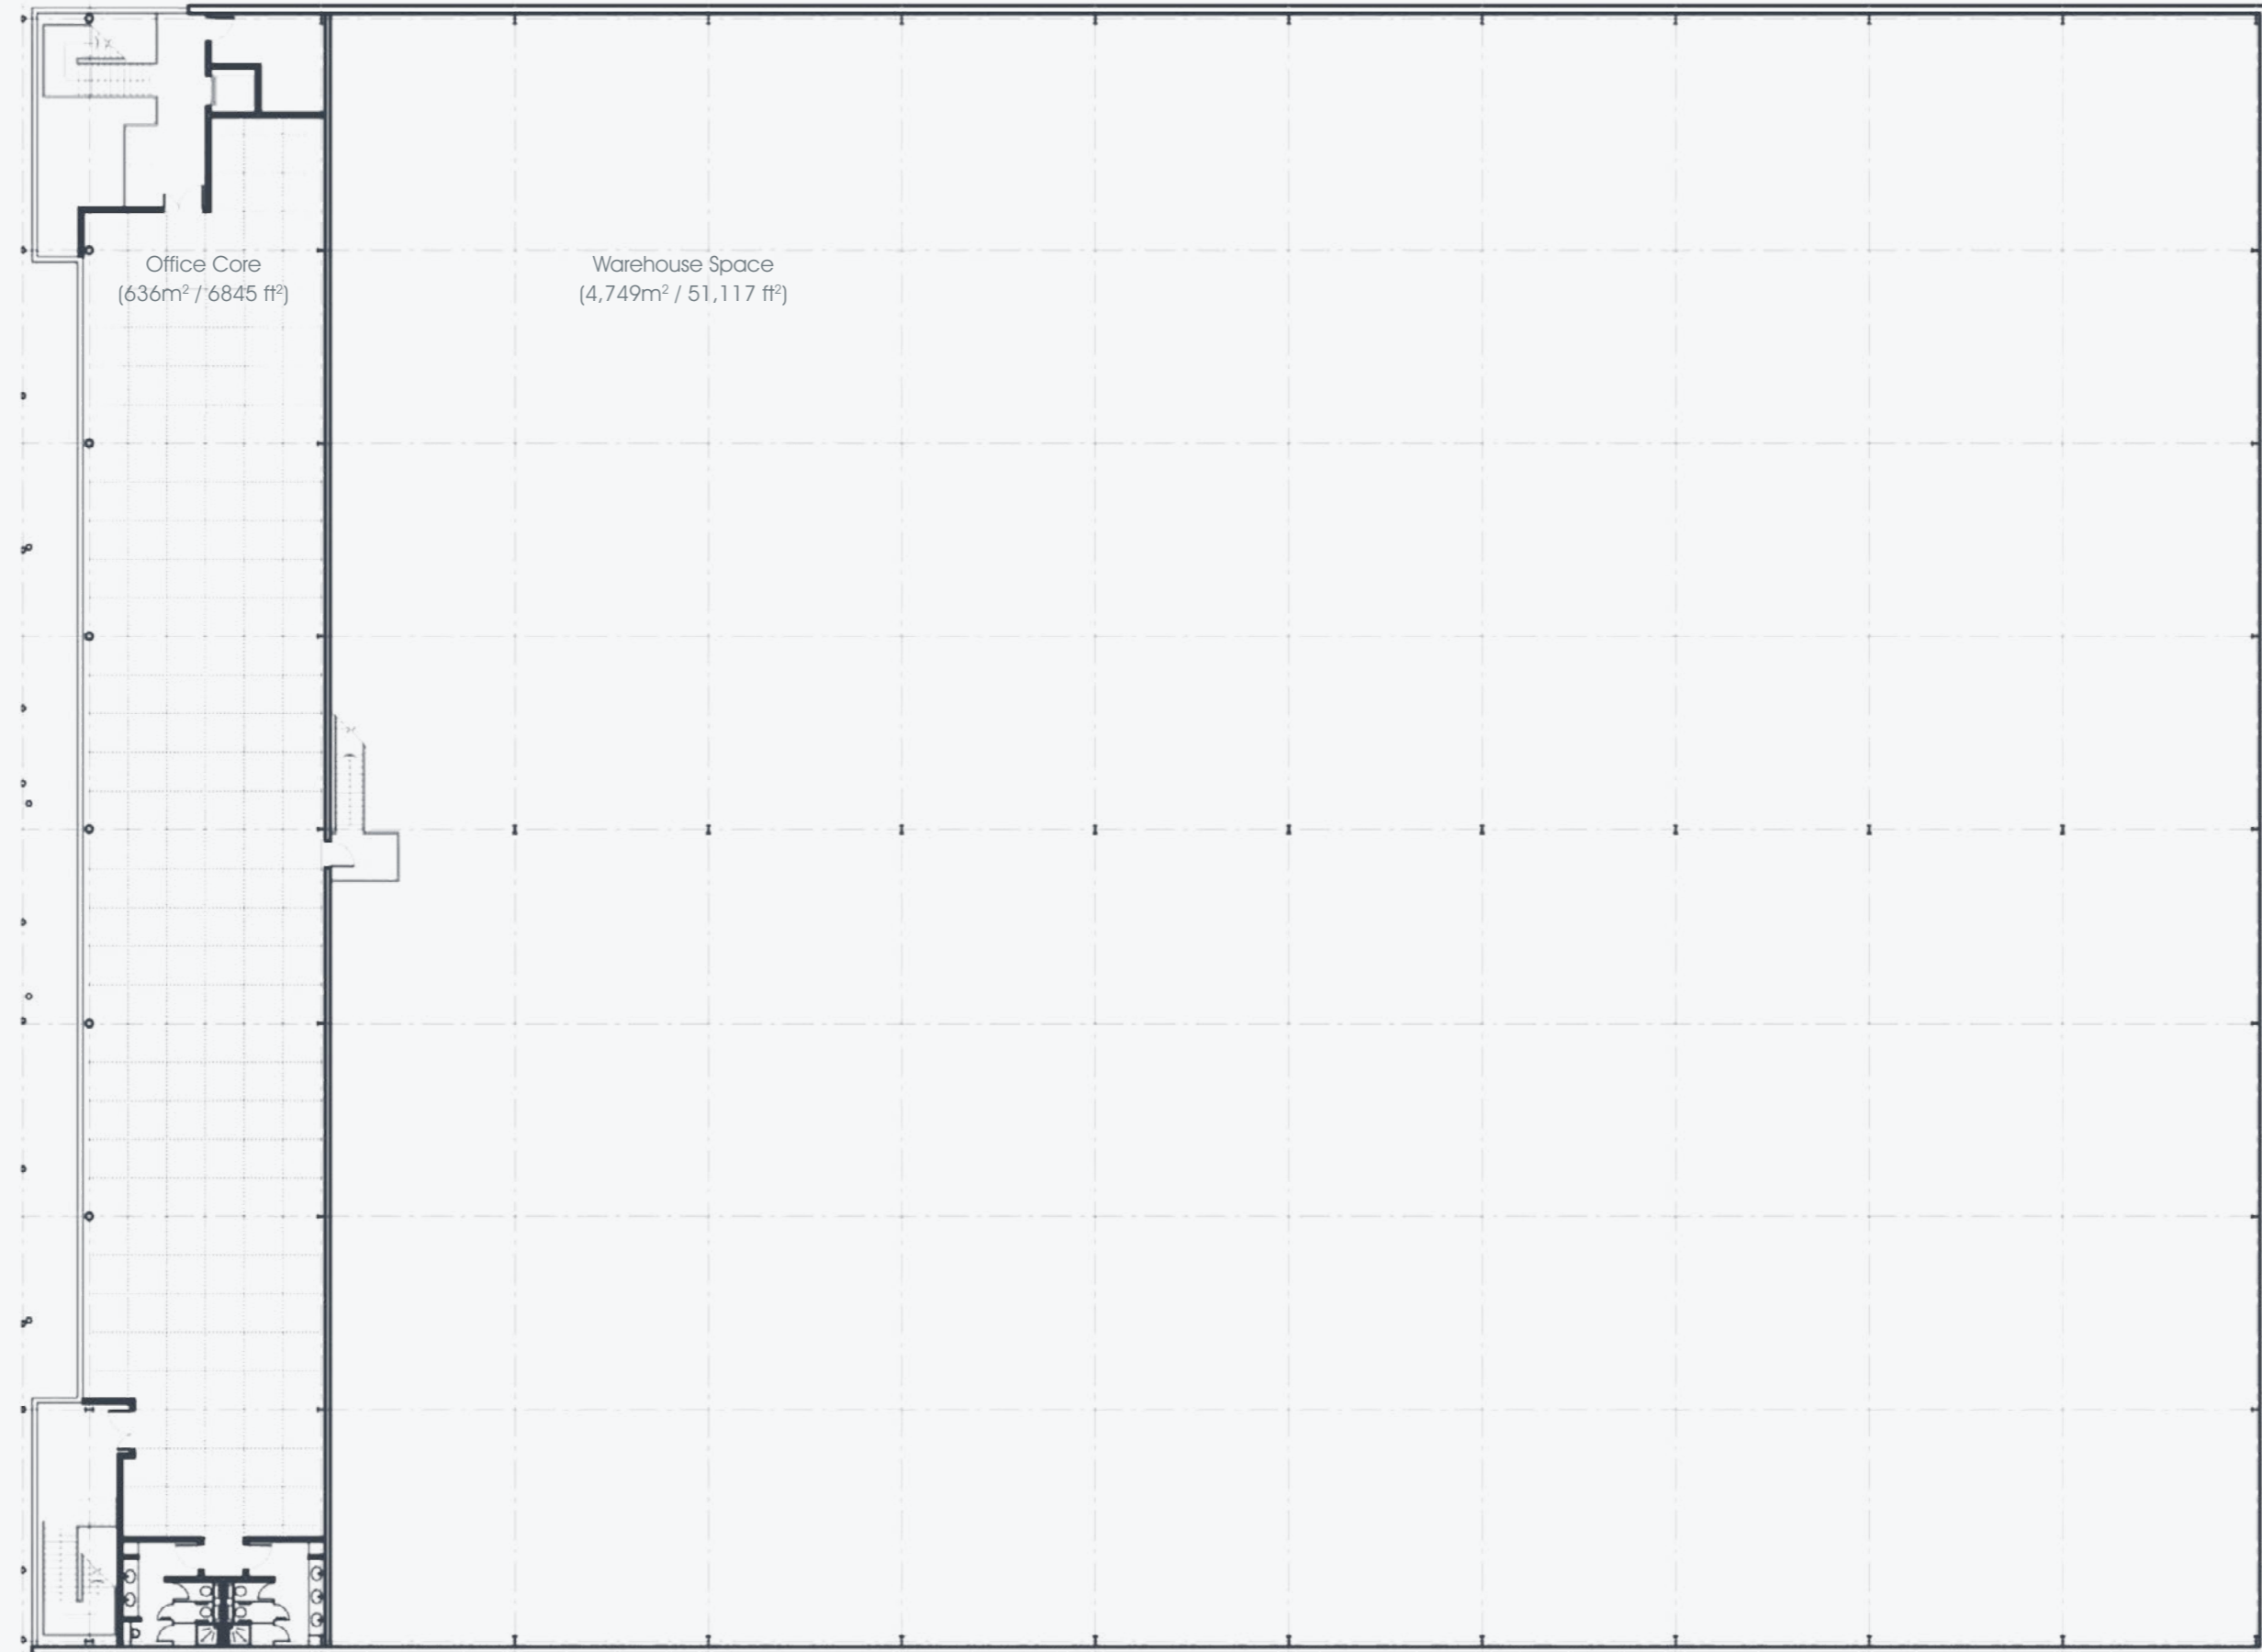 Office Core
(636m² / 6845 ft²)
Warehouse Space
(4,749m² / 51,117 ft²)